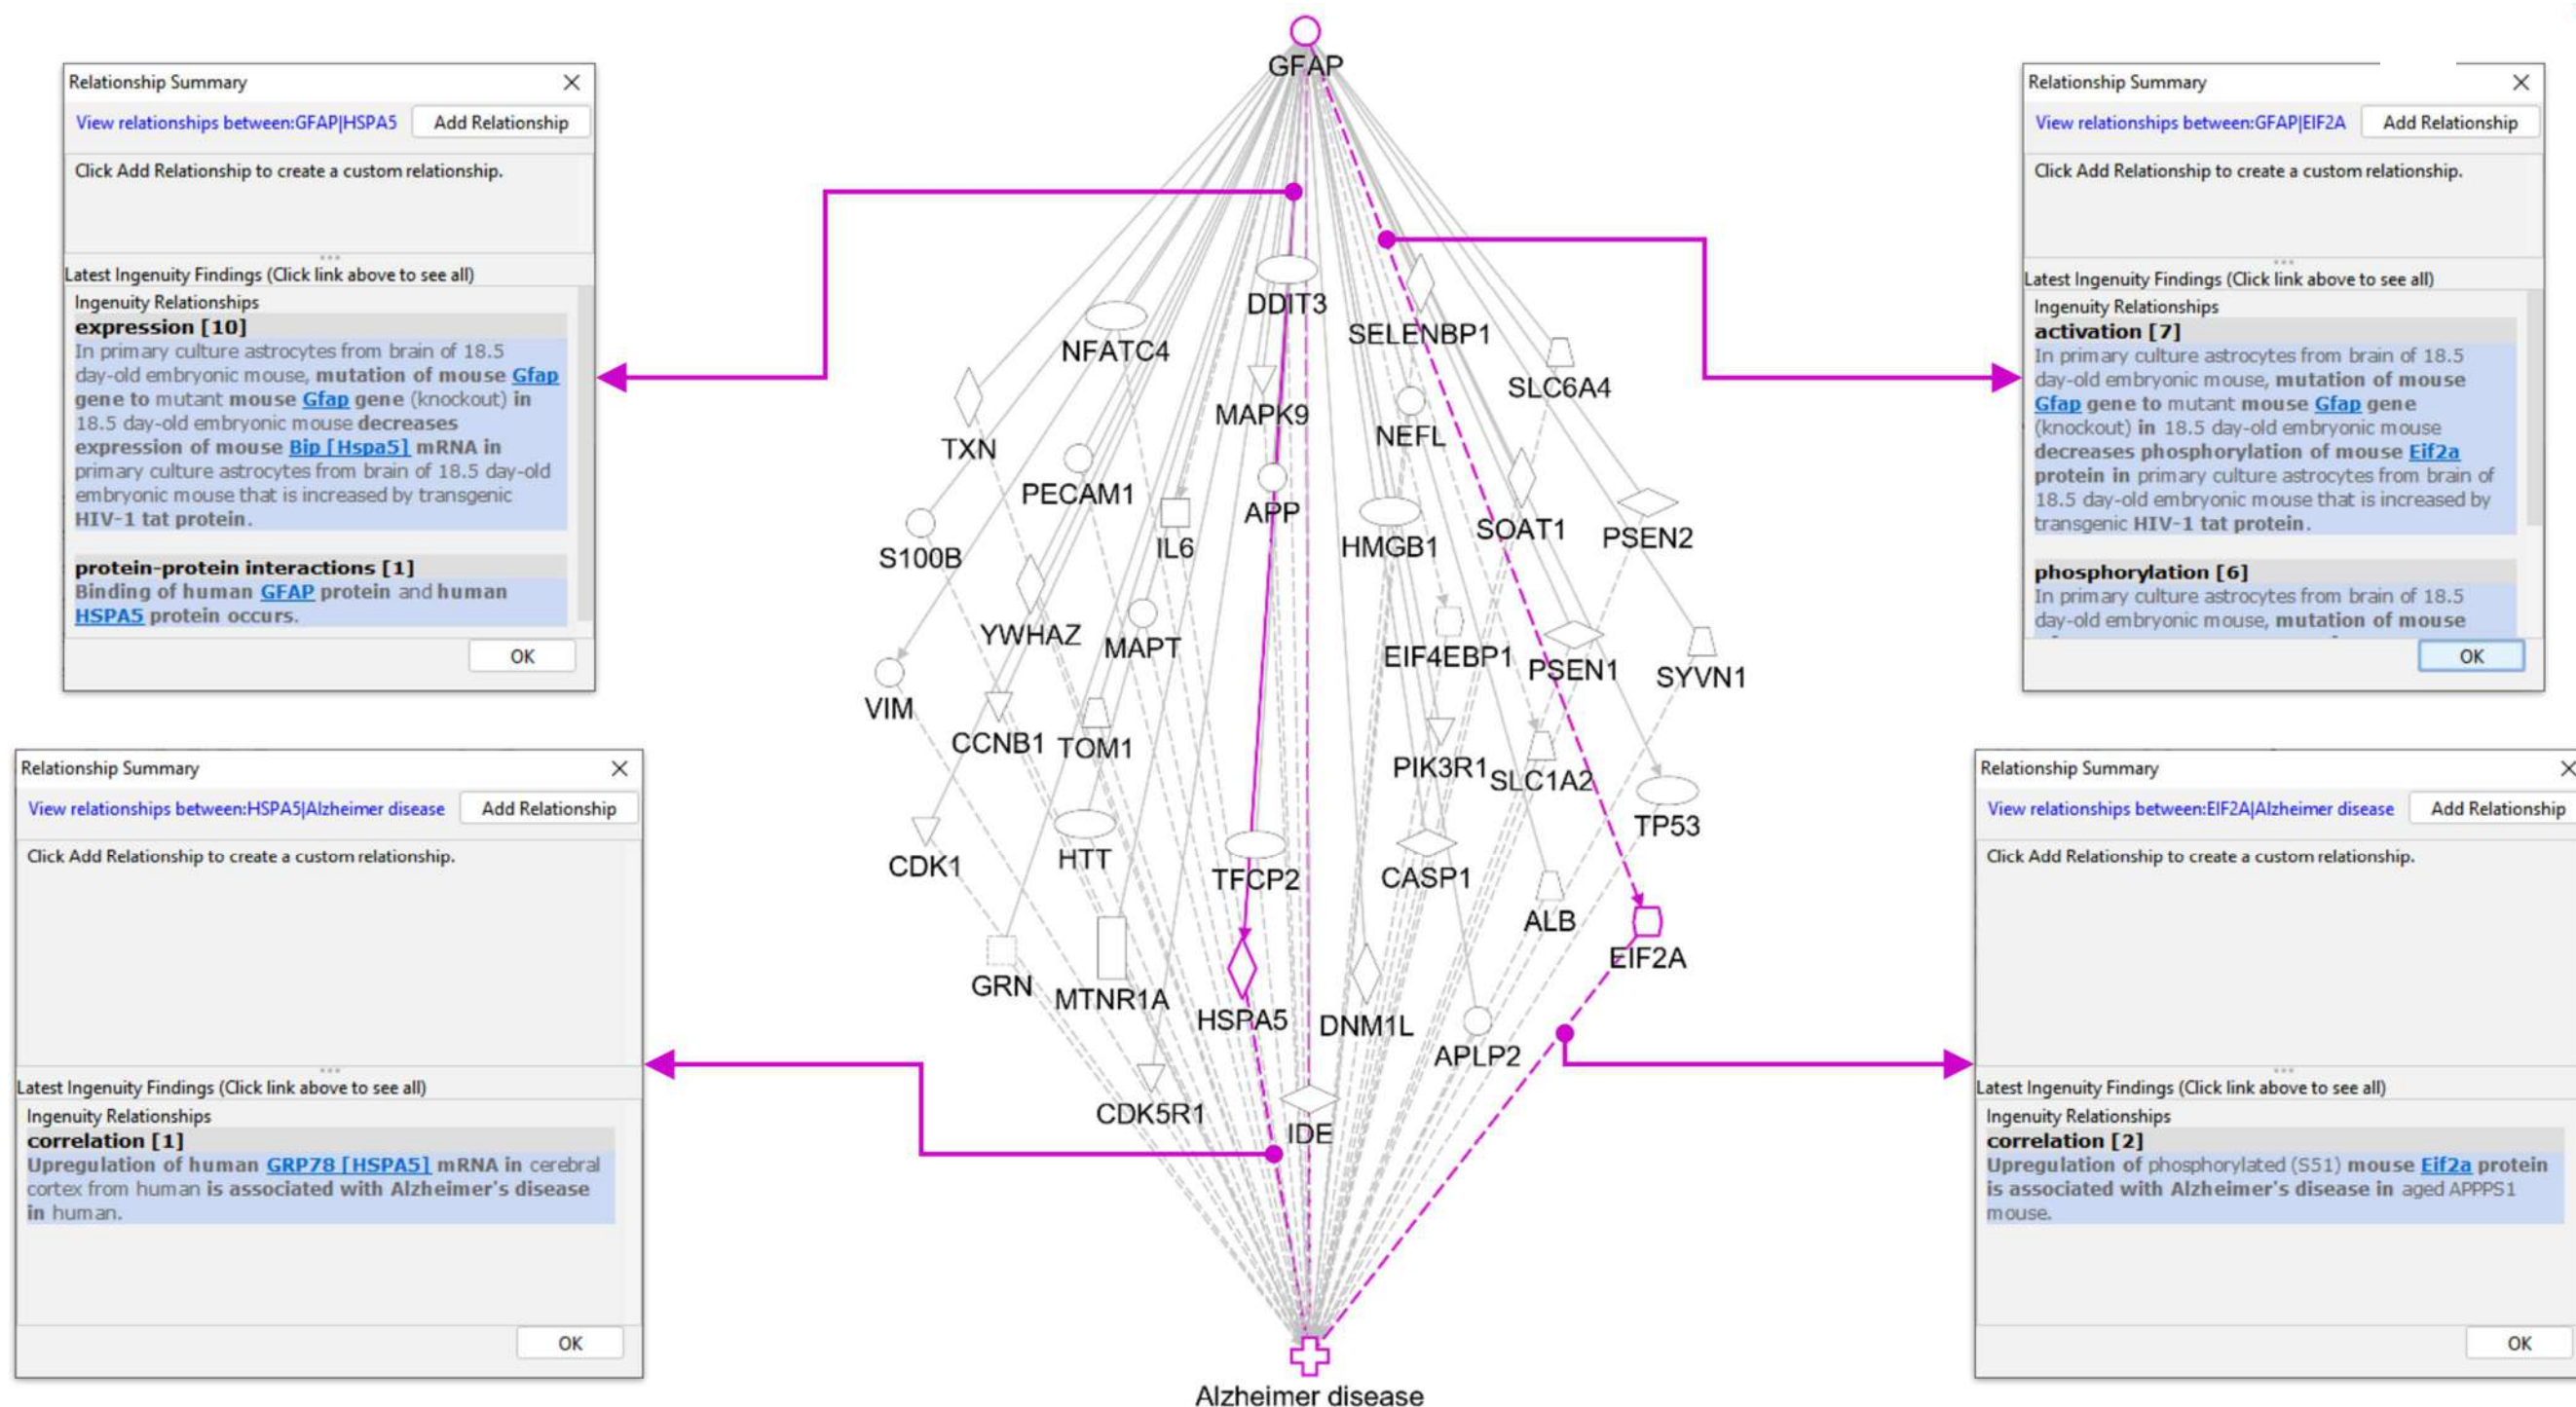 Relationship Summary
View relationships between:GFAP|HSPA5
Add Relationship
Click Add Relationship to create a custom relationship.
Latest Ingenuity Findings (Click link above to see all)
Ingenuity Relationships
expression [10]
In primary culture astrocytes from brain of 18.5
day-old embryonic mouse, mutation of mouse Gfap
gene to mutant mouse Gfap gene (knockout) in
18.5 day-old embryonic mouse decreases
expression of mouse Bip [Hspa5] mRNA in
primary culture astrocytes from brain of 18.5 day-old
embryonic mouse that is increased by transgenic
HIV-1 tat protein.
protein-protein interactions [1]
Binding of human GFAP protein and human
HSPA5 protein occurs.
OK
Relationship Summary
View relationships between:HSPA5|Alzheimer disease
Add Relationship
Click Add Relationship to create a custom relationship.
Latest Ingenuity Findings (Click link above to see all)
Ingenuity Relationships
correlation [1]
Upregulation of human GRP78 [HSPA5] mRNA in cerebral
cortex from human is associated with Alzheimer's disease
in human.
OK
GFAP
DDIT3
SELENBP1
NFATC4
SLC6A4
MAPK9
NEFL
TXN
PECAM1
APP
SOAT1
PSEN2
IL6
HMGB1
S100B
YWHAZ
MAPT
EIF4EBP1
PSEN1
SYVN1
VIM
CCNB1
TOM1
PIK3R1
SLC1A2
TP53
CDK1
HTT
TFCP2
CASP1
ALB
EIF2A
GRN
MTNR1A
HSPA5
DNM1L
APLP2
CDK5R1
IDE
Alzheimer disease
Relationship Summary
View relationships between:GFAP|EIF2A
Add Relationship
Click Add Relationship to create a custom relationship.
Latest Ingenuity Findings (Click link above to see all)
Ingenuity Relationships
activation [7]
In primary culture astrocytes from brain of 18.5
day-old embryonic mouse, mutation of mouse
Gfap gene to mutant mouse Gfap gene
(knockout) in 18.5 day-old embryonic mouse
decreases phosphorylation of mouse Eif2a
protein in primary culture astrocytes from brain of
18.5 day-old embryonic mouse that is increased by
transgenic HIV-1 tat protein.
phosphorylation [6]
In primary culture astrocytes from brain of 18.5
day-old embryonic mouse, mutation of mouse
OK
Relationship Summary
View relationships between:EIF2A|Alzheimer disease
Add Relationship
Click Add Relationship to create a custom relationship.
Latest Ingenuity Findings (Click link above to see all)
Ingenuity Relationships
correlation [2]
Upregulation of phosphorylated (S51) mouse Eif2a protein
is associated with Alzheimer's disease in aged APPPS1
mouse.
OK